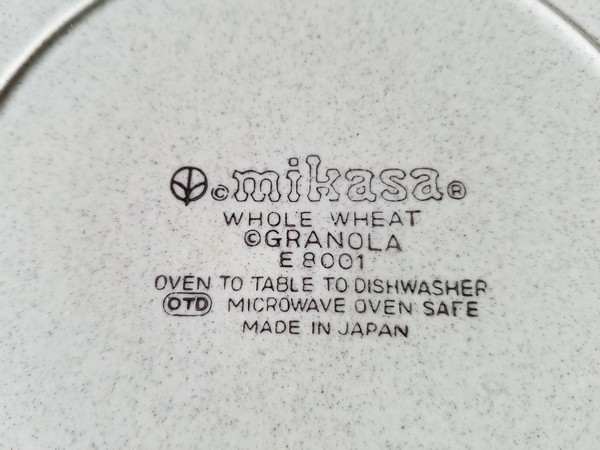 © mikasa ®
WHOLE WHEAT
©GRANOLA
E 8001
OVEN TO TABLE TO DISHWASHER
OTD MICROWAVE OVEN SAFE
MADE IN JAPAN